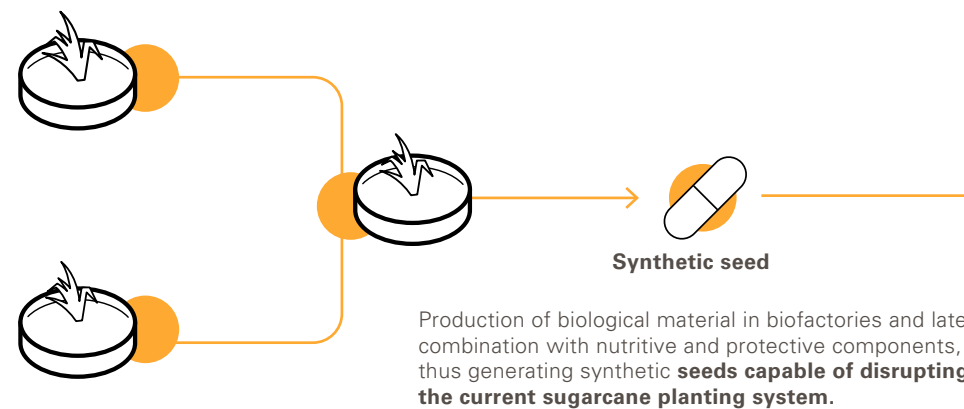 Synthetic seed
Production of biological material in biofactories and late
combination with nutritive and protective components,
thus generating synthetic seeds capable of disrupting
the current sugarcane planting system.